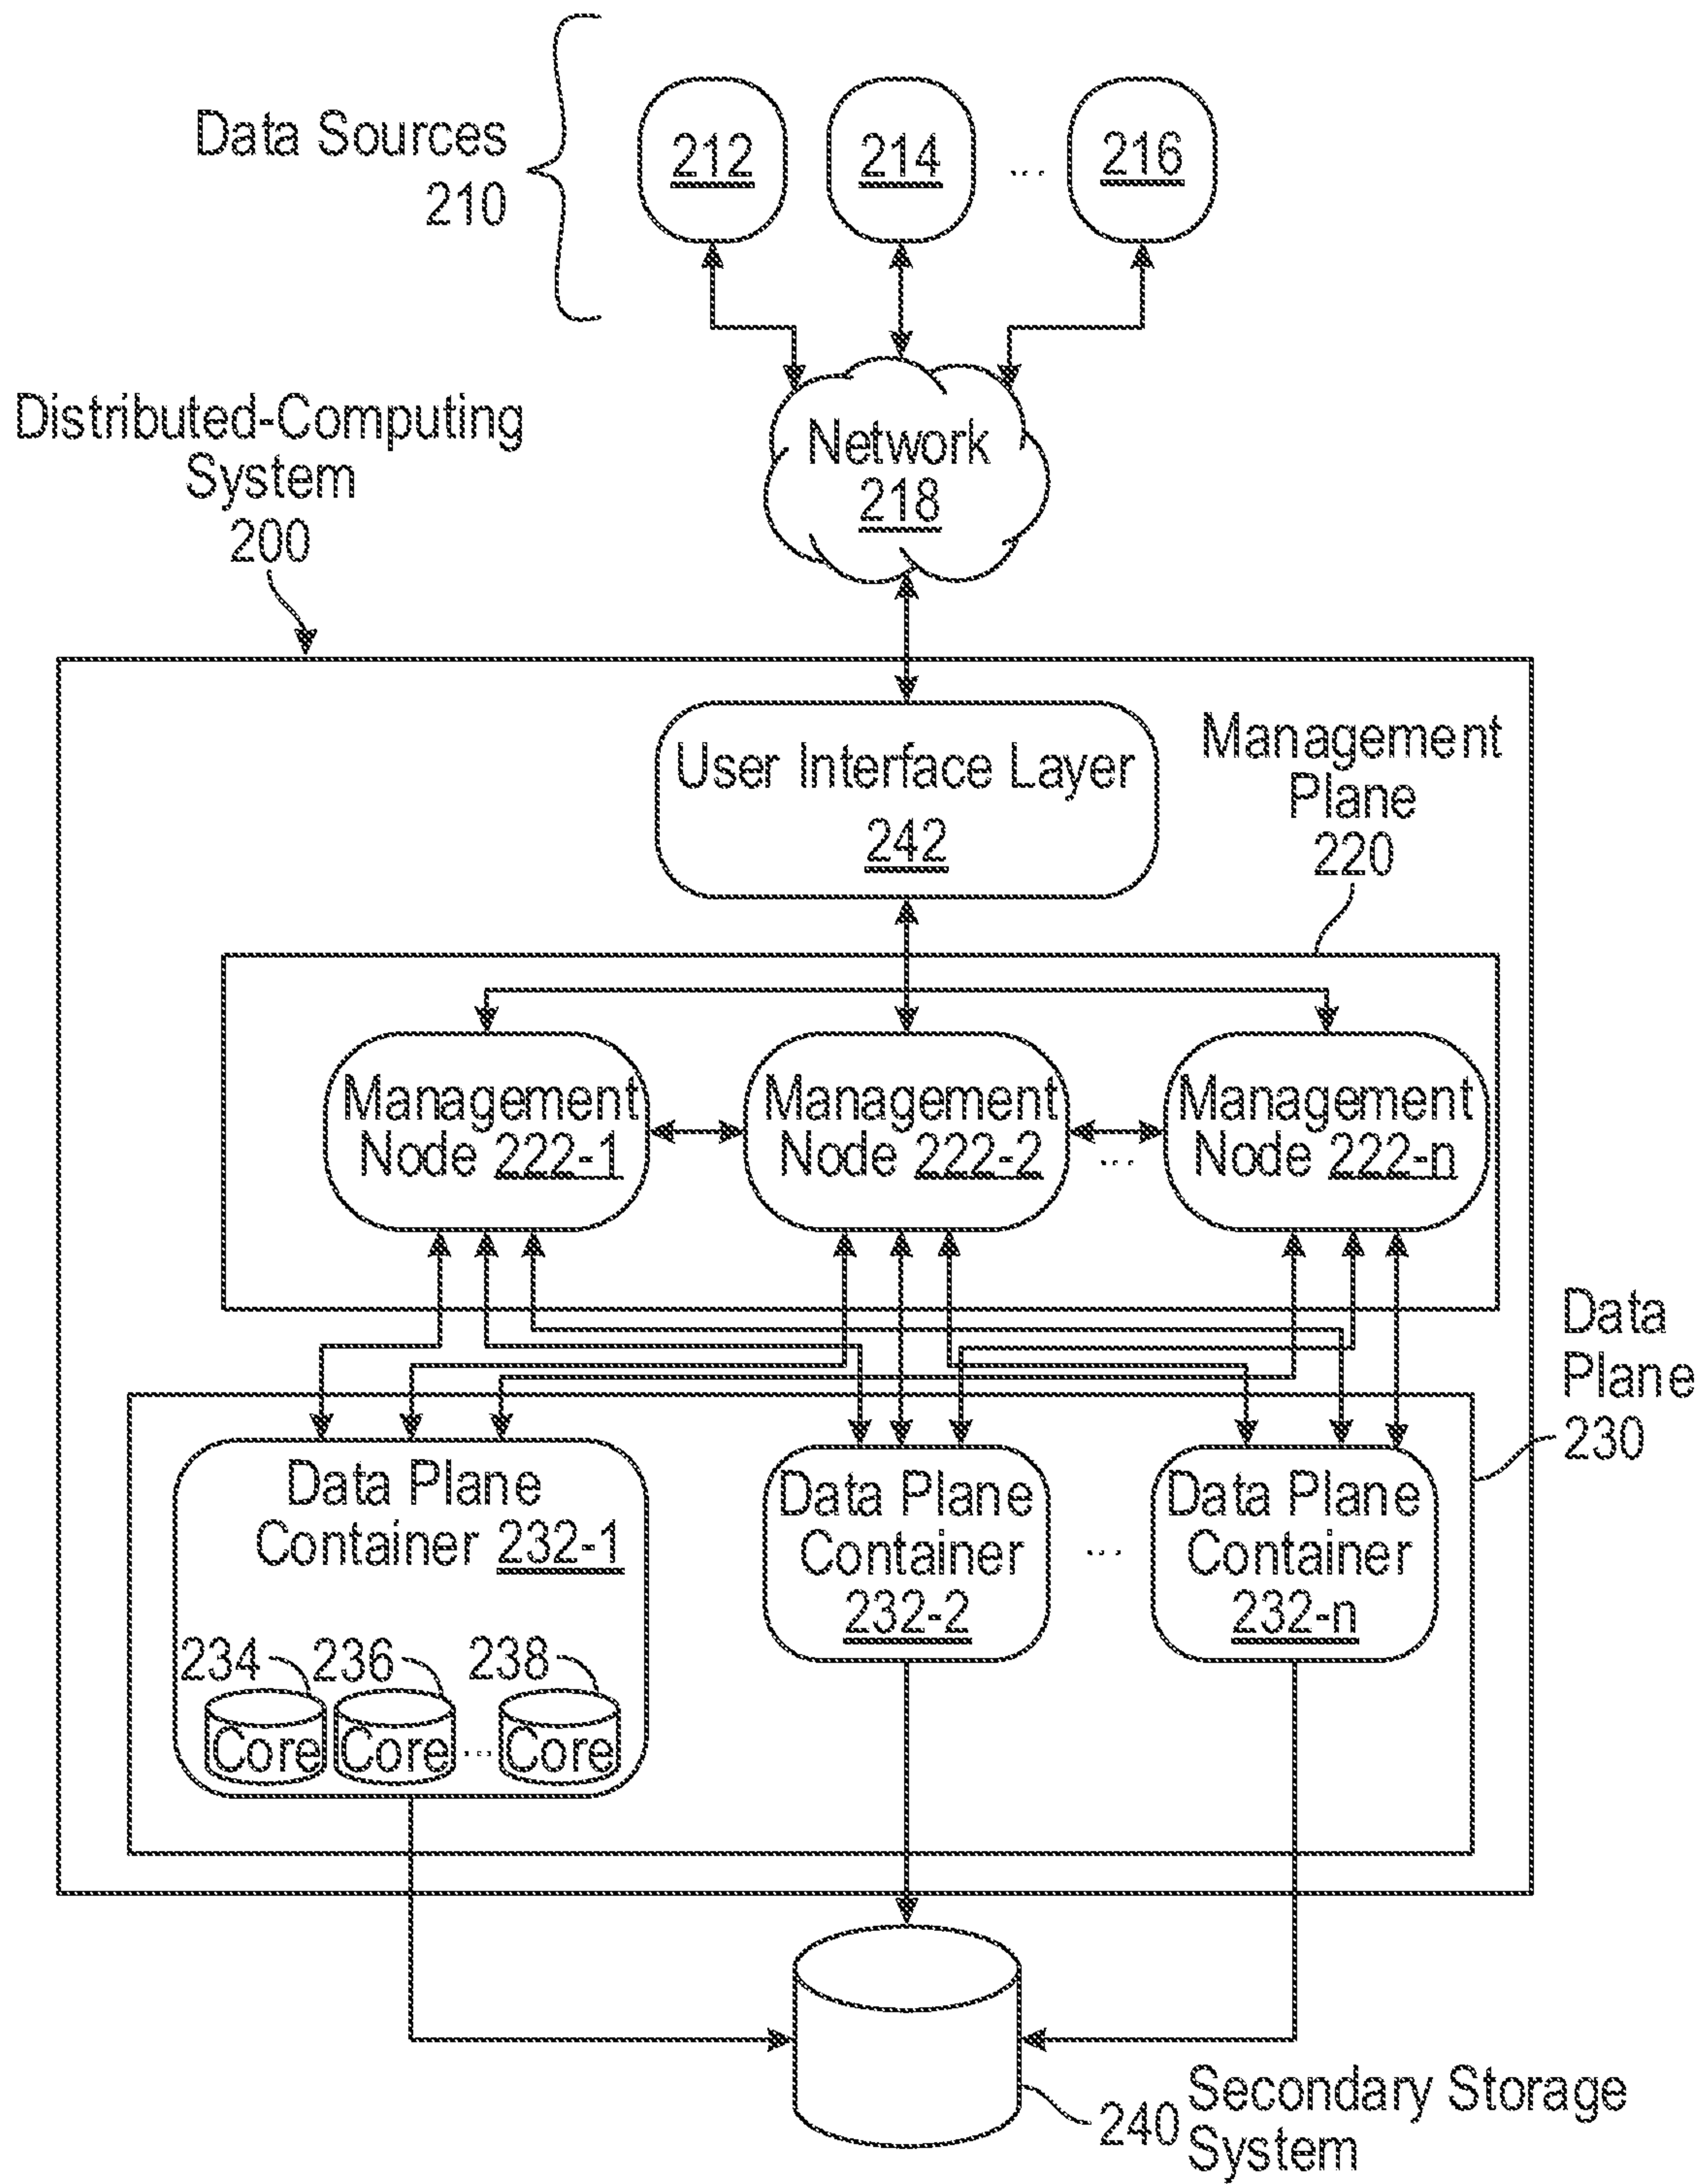 Data Sources
210
212
214
...
216
Network
218
Distributed-Computing
System
200
User Interface Layer
242
Management
Plane
220
Management
Node 222-1
Management
Node 222-2
...
Management
Node 222-n
Data
Plane
230
Data Plane
Container 232-1
Data Plane
Container
232-2
...
Data Plane
Container
232-n
234
236
238
Core
Core
...
Core
240
Secondary Storage
System